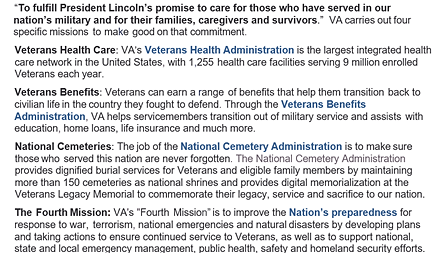 "To fulfill President Lincoln's promise to care for those who have served in our
nation's military and for their families, caregivers and survivors." VA carries out four
specific missions to make good on that commitment.
Veterans Health Care: VA's Veterans Health Administration is the largest integrated health
care network in the United States, with 1,255 health care facilities serving 9 million enrolled
Veterans each year.
Veterans Benefits: Veterans can earn a range of benefits that help them transition back to
civilian life in the country they fought to defend. Through the Veterans Benefits
Administration, VA helps servicemembers transition out of military service and assists with
education, home loans, life insurance and much more.
National Cemeteries: The job of the National Cemetery Administration is to make sure
those who served this nation are never forgotten. The National Cemetery Administration
provides dignified burial services for Veterans and eligible family members by maintaining
more than 150 cemeteries as national shrines and provides digital memorialization at the
Veterans Legacy Memorial to commemorate their legacy, service and sacrifice to our nation.
The Fourth Mission: VA's "Fourth Mission" is to improve the Nation's preparedness for
response to war, terrorism, national emergencies and natural disasters by developing plans
and taking actions to ensure continued service to Veterans, as well as to support national,
state and local emergency management, public health, safety and homeland security efforts.